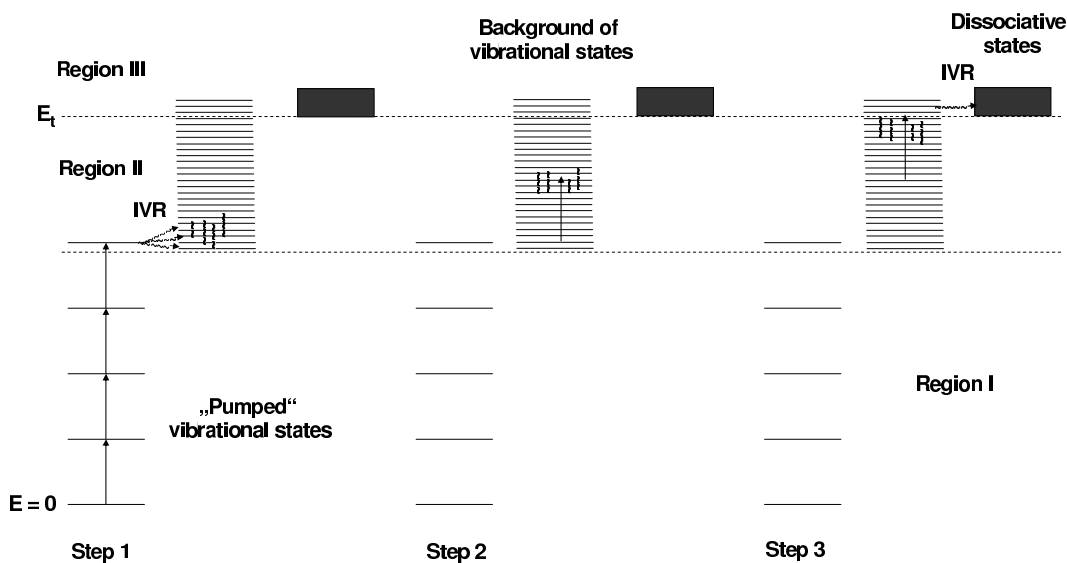 Background of
vibrational states
Dissociative
states
Region III
IVR
Et
Region II
IVR
Region I
„Pumped“
vibrational states
E = 0
Step 1
Step 2
Step 3